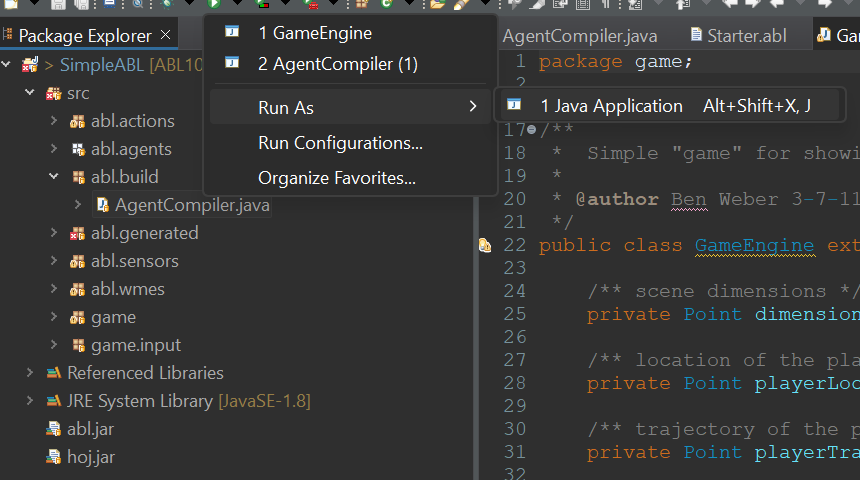 Package Explorer
> SimpleABL [ABL10
src
abl.actions
abl.agents
abl.build
AgentCompiler.java
abl.generated
abl.sensors
abl.wmes
game
game.input
Referenced Libraries
JRE System Library [JavaSE-1.8]
abl.jar
hoj.jar
1 GameEngine
2 AgentCompiler (1)
Run As
Run Configurations...
Organize Favorites...
1 Java Application Alt+Shift+X, J
AgentCompiler.java Starter.abl Gam
1 package game;
2
17 /**
18 * Simple "game" for showi
19 *
20 * @author Ben Weber 3-7-11
21 */
22 public class GameEngine ext
23
24 /** scene dimensions */
25 private Point dimension
26
27 /** location of the pla
28 private Point playerLoc
29
30 /** trajectory of the p
31 private Point playerTra
32